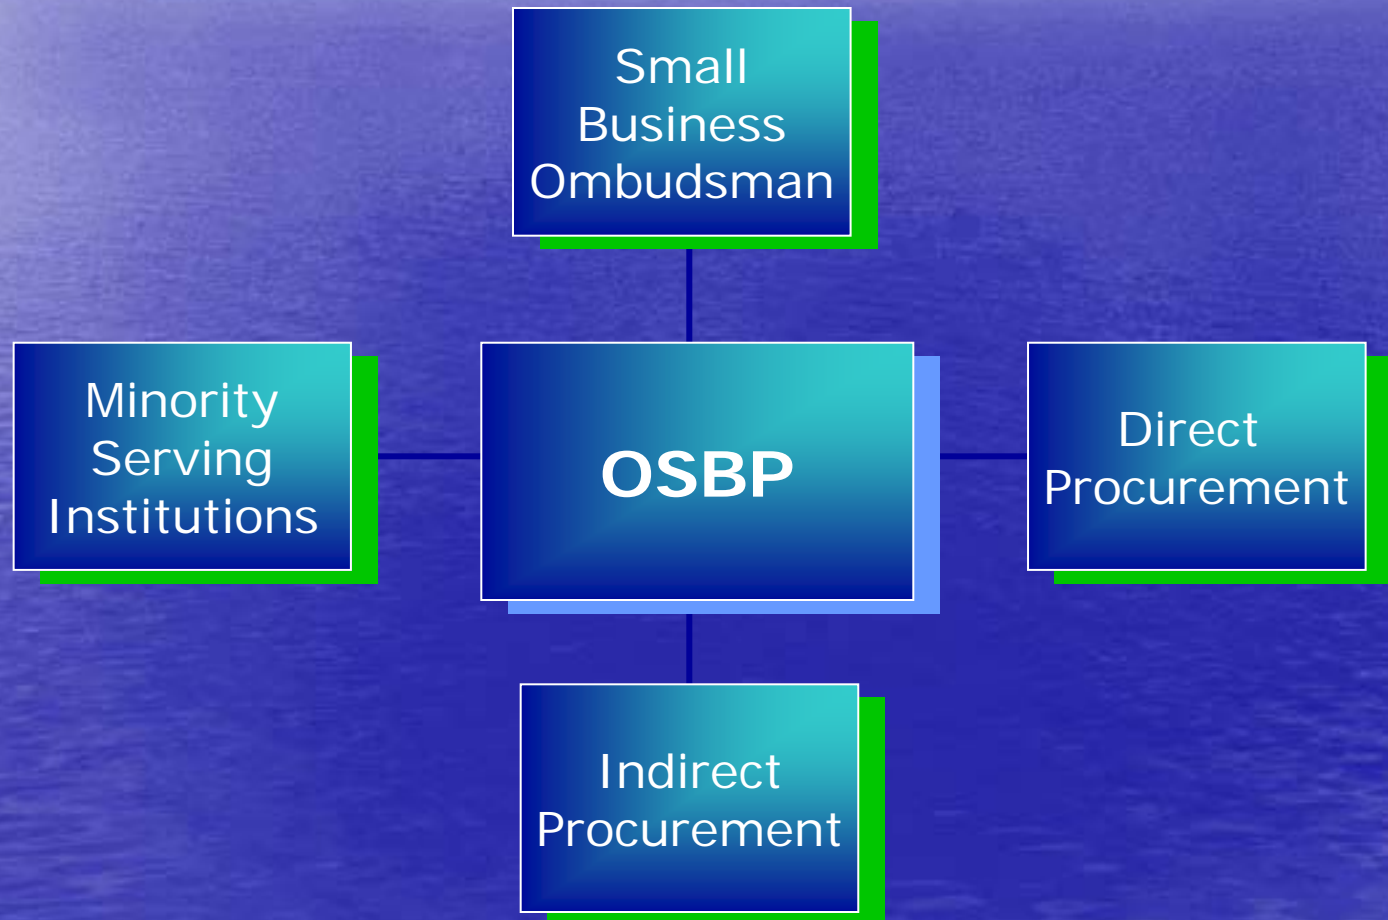 Small
Business
Ombudsman
Minority
Serving
Institutions
OSBP
Direct
Procurement
Indirect
Procurement